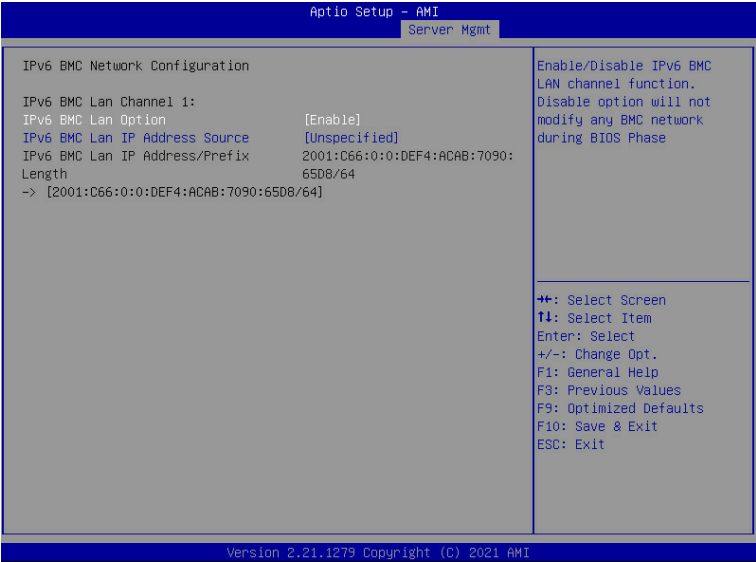 Aptio Setup – AMI
Server Mgmt
IPv6 BMC Network Configuration
IPv6 BMC Lan Channel 1:
IPv6 BMC Lan Option [Enable]
IPv6 BMC Lan IP Address Source [Unspecified]
IPv6 BMC Lan IP Address/Prefix 2001:C66:0:0:DEF4:ACAB:7090:
Length 65D8/64
-> [2001:C66:0:0:DEF4:ACAB:7090:65D8/64]
Enable/Disable IPv6 BMC
LAN channel function.
Disable option will not
modify any BMC network
during BIOS Phase
→←: Select Screen
↑↓: Select Item
Enter: Select
+/-: Change Opt.
F1: General Help
F3: Previous Values
F9: Optimized Defaults
F10: Save & Exit
ESC: Exit
Version 2.21.1279 Copyright (C) 2021 AMI